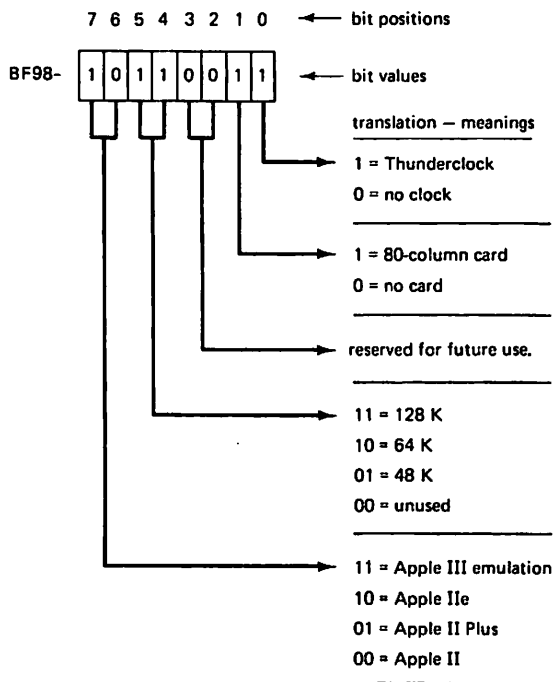 7 6 5 4 3 2 1 0 bit positions
BF98- 1 0 1 1 0 0 1 1 bit values
translation – meanings
1 = Thunderclock
0 = no clock
1 = 80-column card
0 = no card
reserved for future use.
11 = 128 K
10 = 64 K
01 = 48 K
00 = unused
11 = Apple III emulation
10 = Apple IIe
01 = Apple II Plus
00 = Apple II